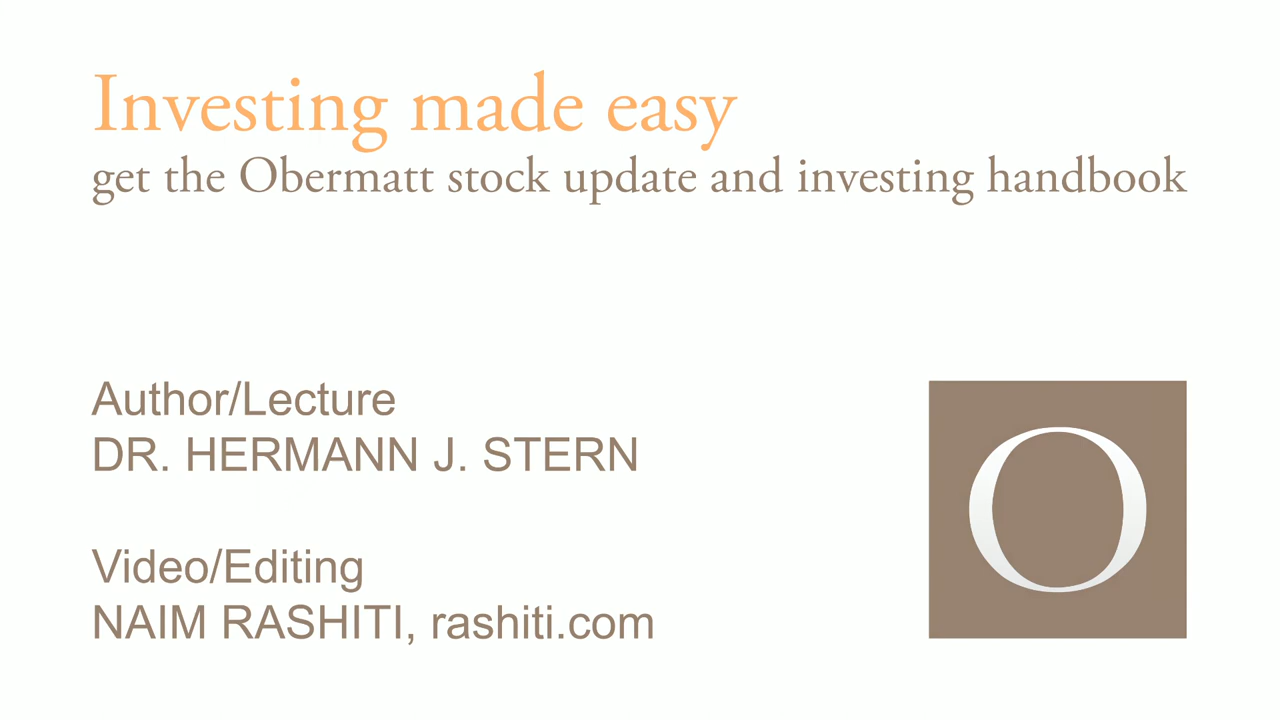 Investing made easy
get the Obermatt stock update and investing handbook
Author/Lecture
DR. HERMANN J. STERN
O
Video/Editing
NAIM RASHITI, rashiti.com